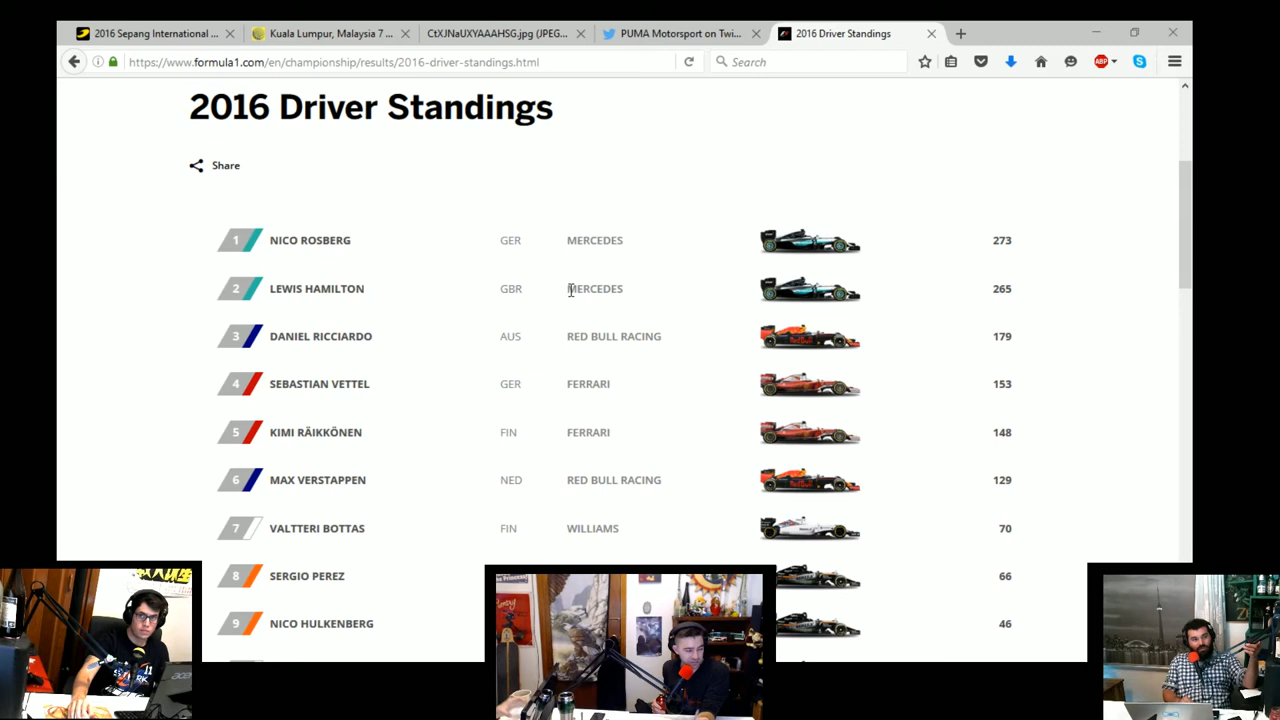 2016 Sepang International ...
Kuala Lumpur, Malaysia 7 ...
CtXJNaUXYAAAHSG.jpg (JPEG...
PUMA Motorsport on Twi...
2016 Driver Standings
https://www.formula1.com/en/championship/results/2016-driver-standings.html
Search
ABP
2016 Driver Standings
Share
1 NICO ROSBERG GER MERCEDES 273
2 LEWIS HAMILTON GBR MERCEDES 265
3 DANIEL RICCIARDO AUS RED BULL RACING 179
4 SEBASTIAN VETTEL GER FERRARI 153
5 KIMI RÄIKKÖNEN FIN FERRARI 148
6 MAX VERSTAPPEN NED RED BULL RACING 129
7 VALTTERI BOTTAS FIN WILLIAMS 70
8 SERGIO PEREZ 66
9 NICO HULKENBERG 46
acer